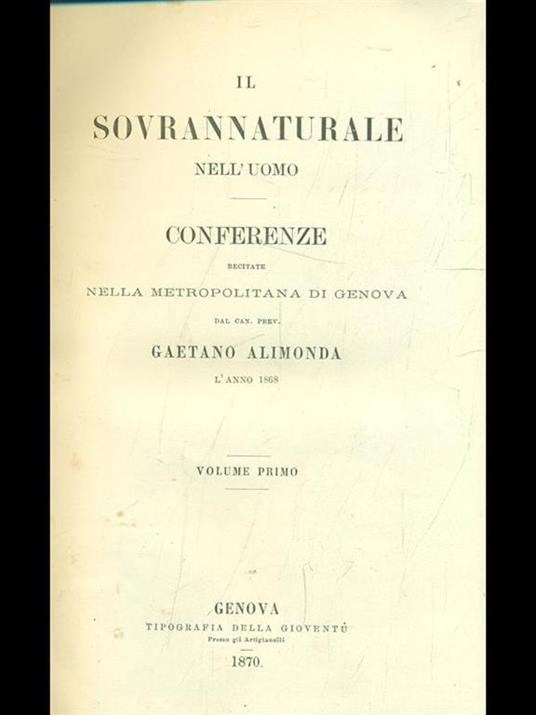 IL
SOVRANNATURALE
NELL'UOMO
CONFERENZE
RECITATE
NELLA METROPOLITANA DI GENOVA
DAL CAN. PREV.
GAETANO ALIMONDA
L'ANNO 1868
VOLUME PRIMO
GENOVA
TIPOGRAFIA DELLA GIOVENTÙ
Presso gli Artigianelli
1870.